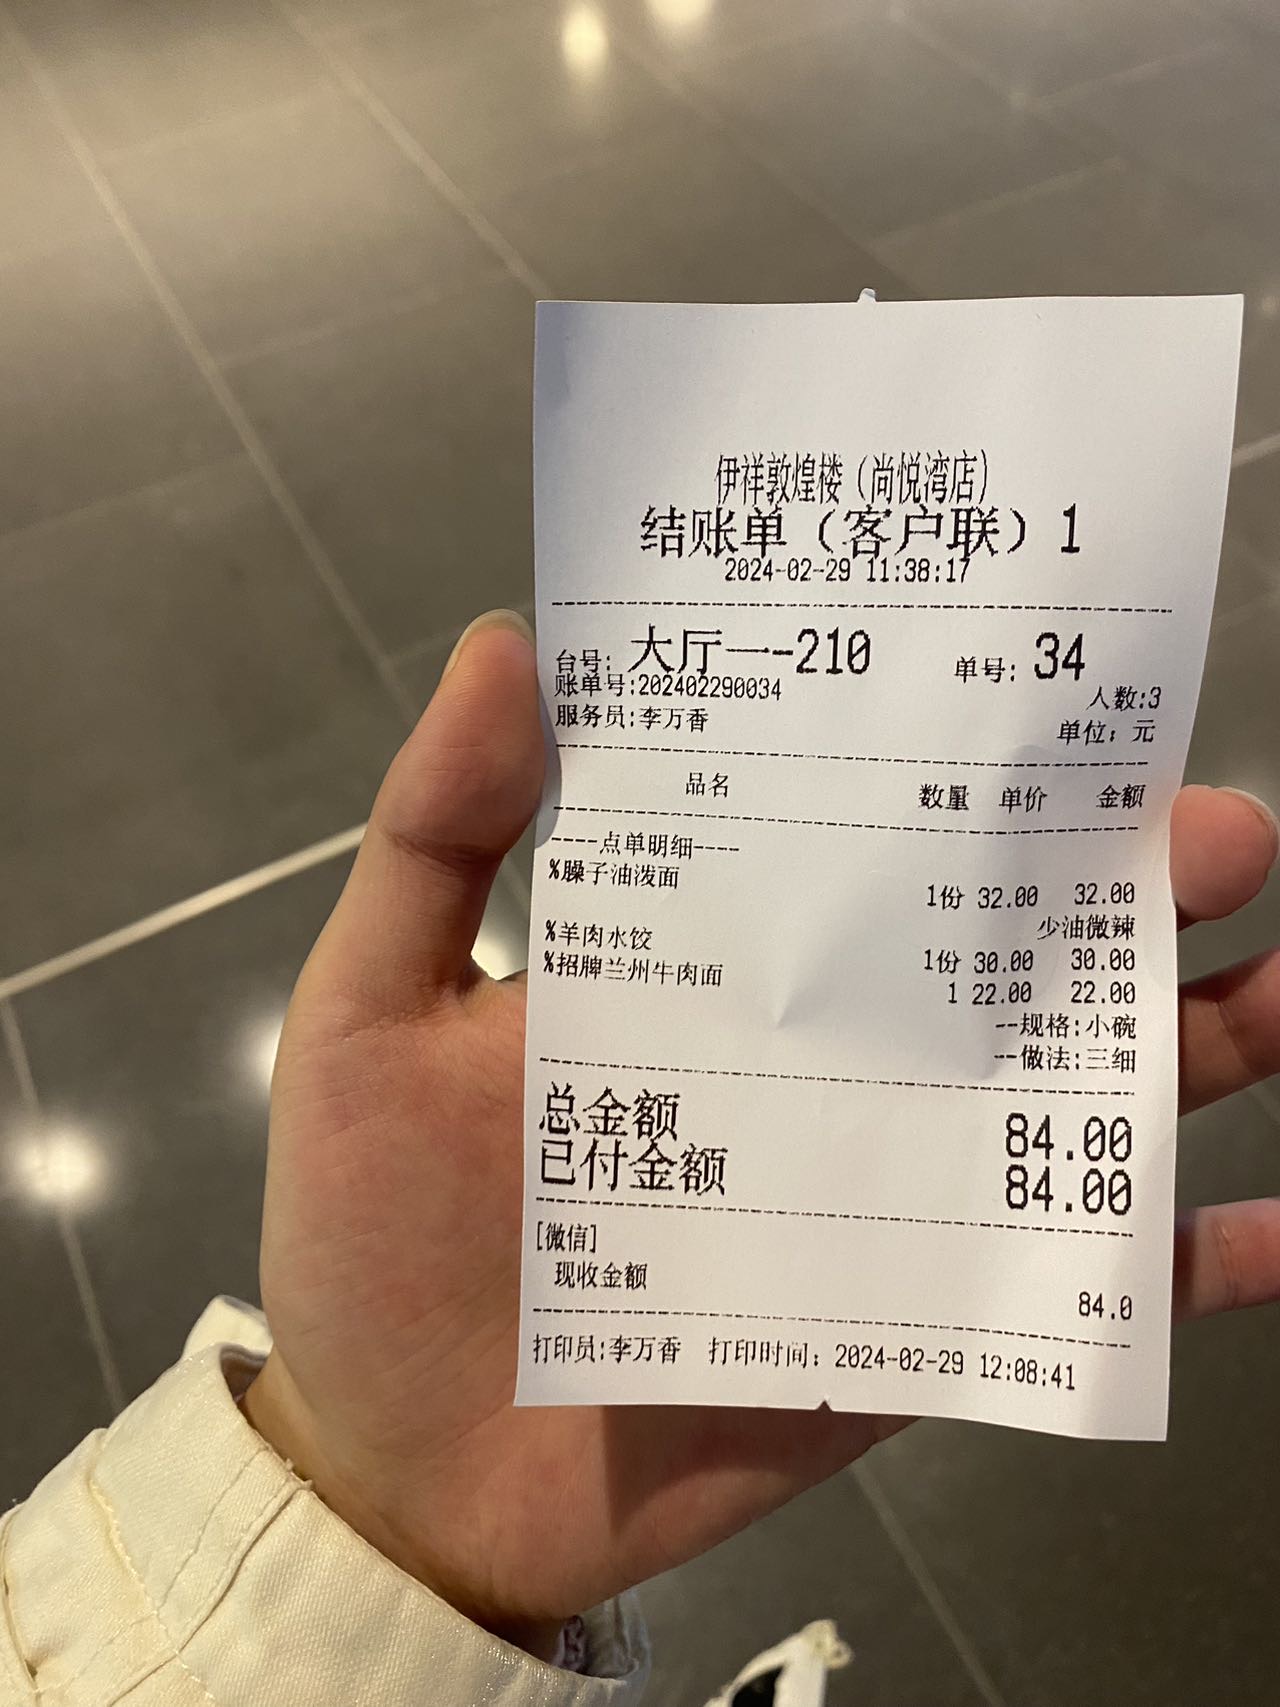 伊祥敦煌楼（尚悦湾店）
结账单（客户联）1
2024-02-29 11:38:17
台号: 大厅一-210 单号: 34
账单号:202402290034 人数:3
服务员:李万香 单位: 元
品名 数量 单价 金额
----点单明细----
%臊子油泼面 1份 32.00 32.00
少油微辣
%羊肉水饺 1份 30.00 30.00
%招牌兰州牛肉面 1 22.00 22.00
--规格:小碗
--做法:三细
总金额 84.00
已付金额 84.00
[微信]
现收金额 84.0
打印员:李万香 打印时间: 2024-02-29 12:08:41